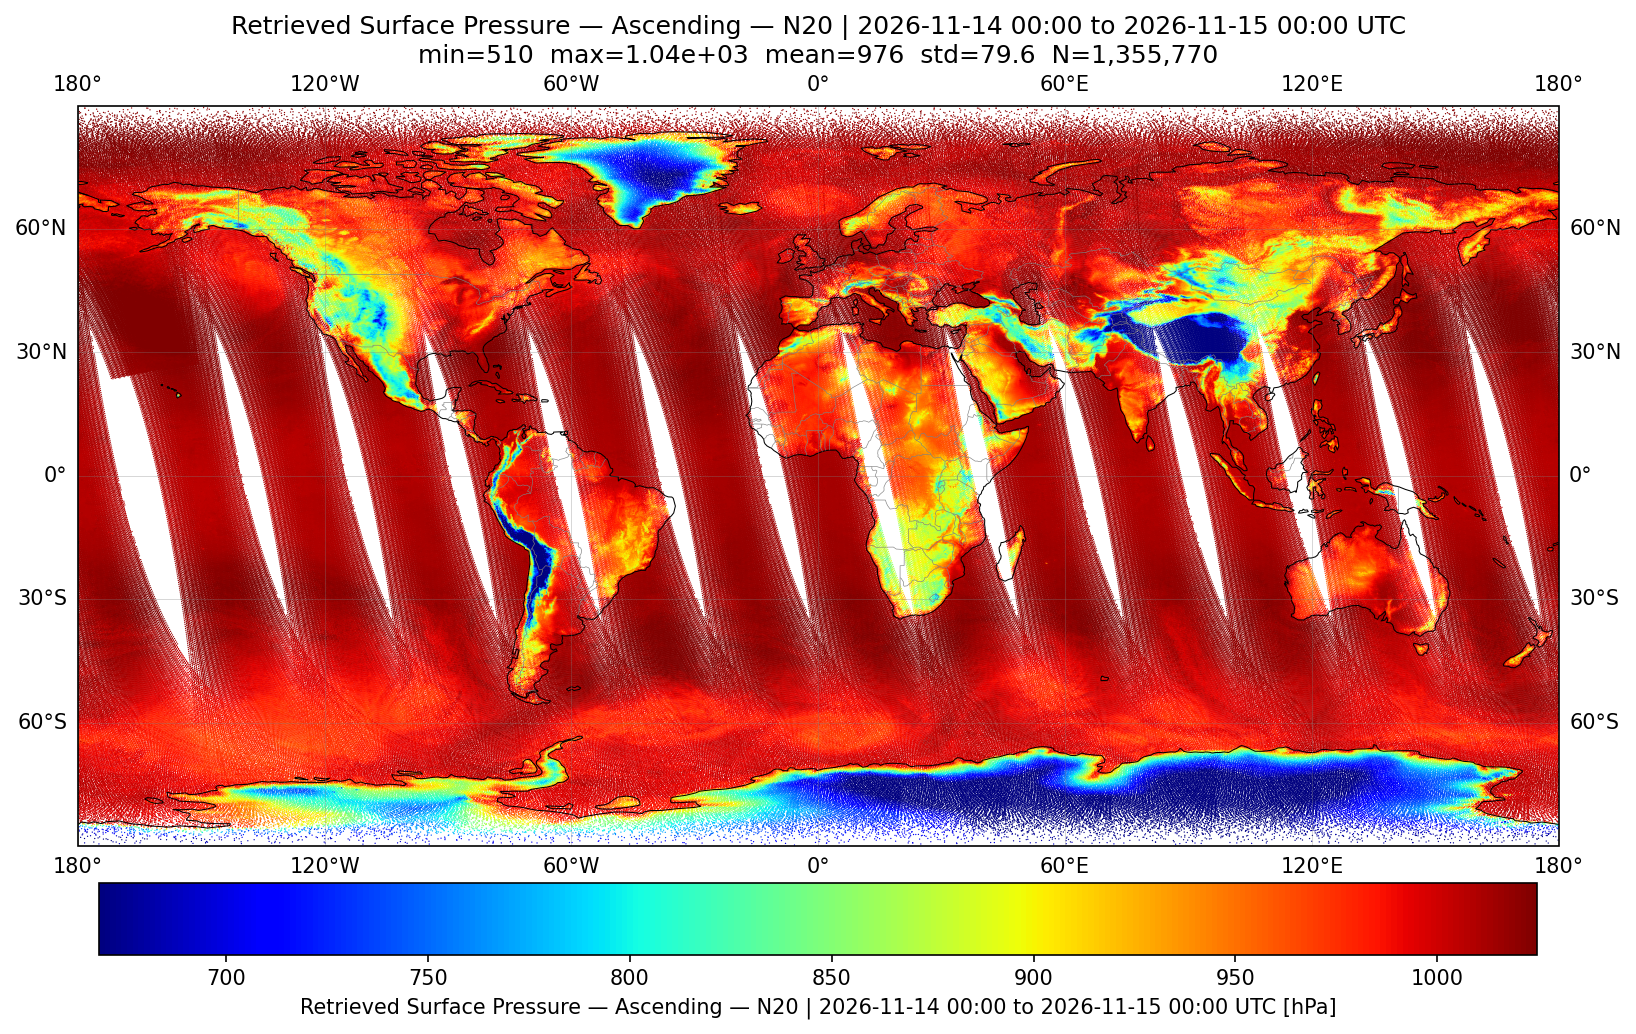 Retrieved Surface Pressure — Ascending — N20 | 2026-11-14 00:00 to 2026-11-15 00:00 UTC
min=510 max=1.04e+03 mean=976 std=79.6 N=1,355,770
180° 120°W 60°W 0° 60°E 120°E 180°
60°N 60°N
30°N 30°N
0° 0°
30°S 30°S
60°S 60°S
180° 120°W 60°W 0° 60°E 120°E 180°
700 750 800 850 900 950 1000
Retrieved Surface Pressure — Ascending — N20 | 2026-11-14 00:00 to 2026-11-15 00:00 UTC [hPa]